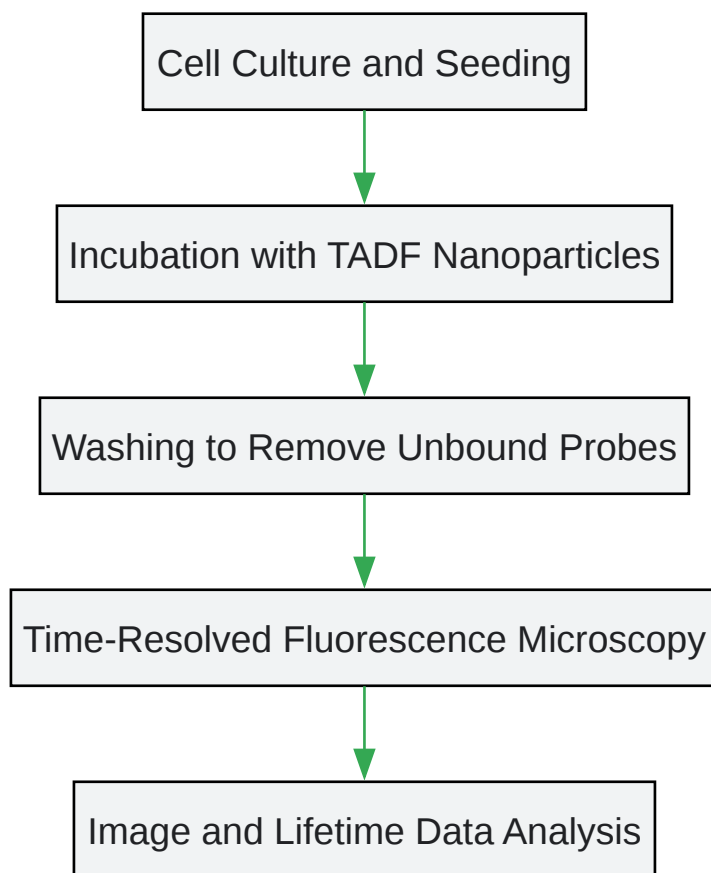 Cell Culture and Seeding
Incubation with TADF Nanoparticles
Washing to Remove Unbound Probes
Time-Resolved Fluorescence Microscopy
Image and Lifetime Data Analysis